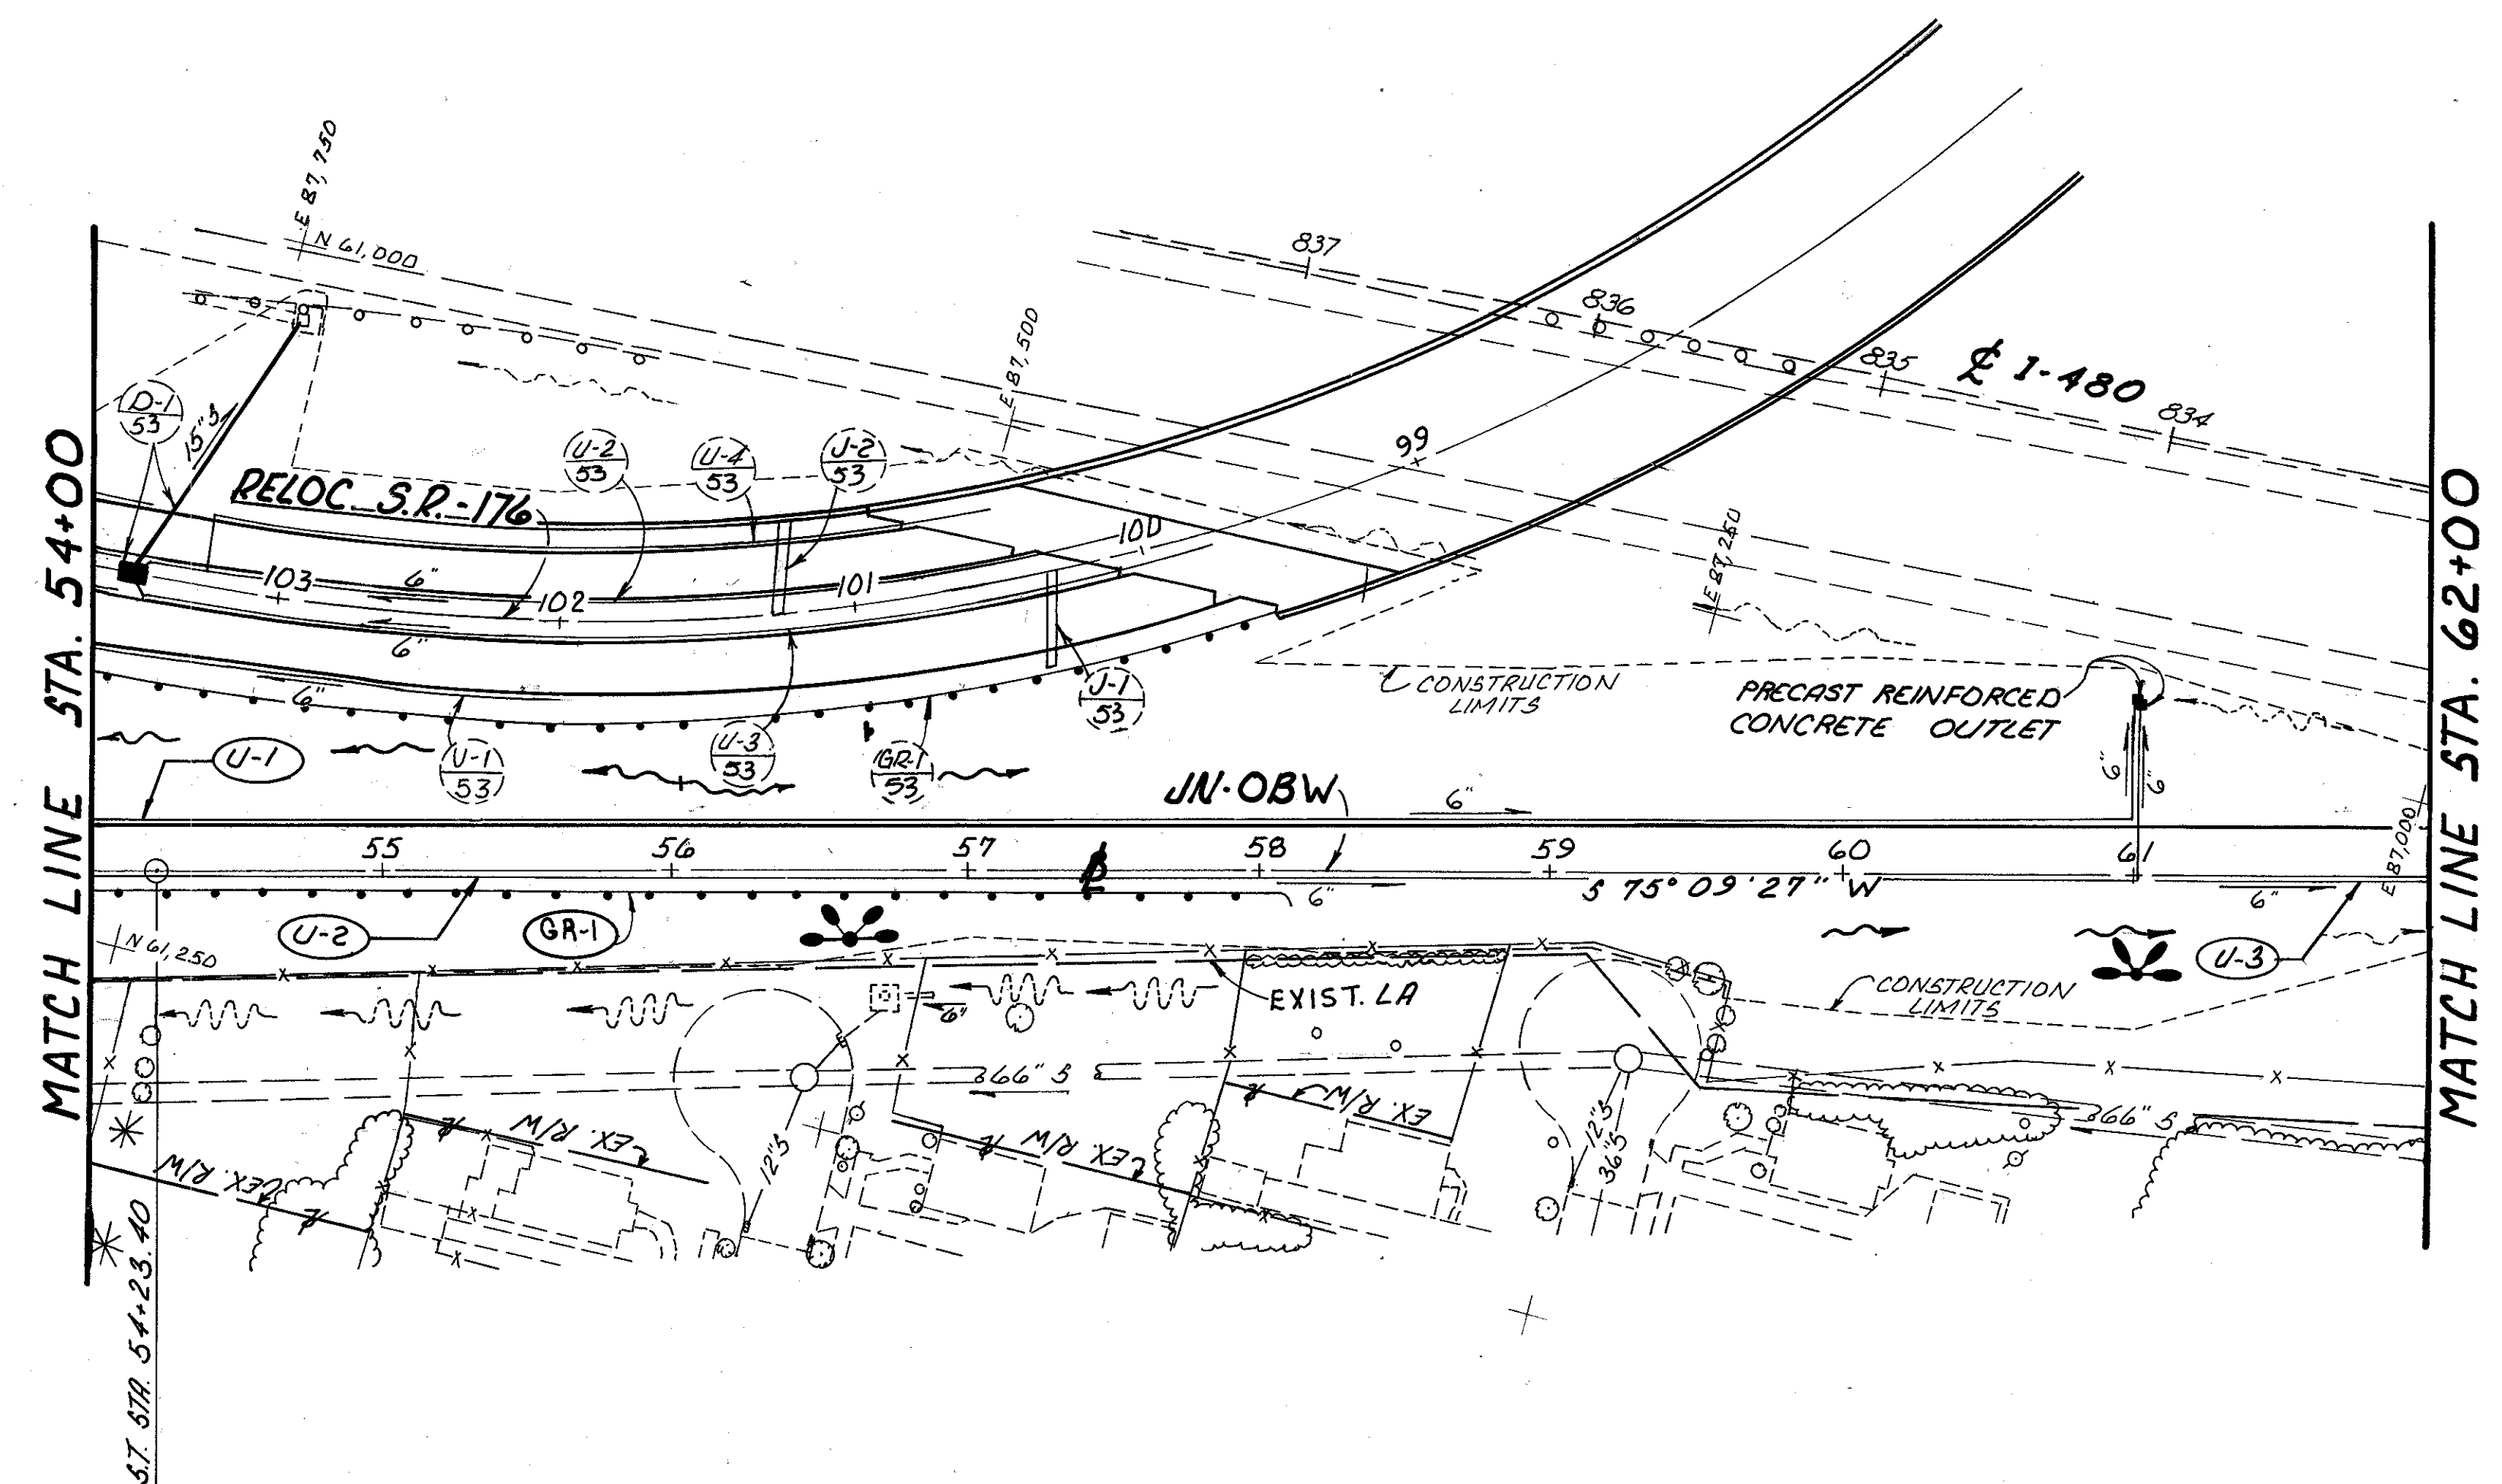 MATCH LINE STA. 54+00
MATCH LINE STA. 62+00
E 87,750
N 61,000
837
836
835
℄ I-480
834
E 87,500
D-1
53
15"S
RELOC. S.R.-176
U-2
53
U-4
53
J-2
53
99
100
101
102
103
6"
6"
6"
E 87,250
J-1
53
CONSTRUCTION
LIMITS
PRECAST REINFORCED
CONCRETE OUTLET
6"
6"
U-1
U-1
53
U-3
53
GR-1
53
JN-OBW
6"
E 87,000
55
56
57
58
59
60
61
S 75° 09' 27" W
6"
6"
U-2
GR-1
U-3
N 61,250
EXIST. LA
CONSTRUCTION
LIMITS
6"
66" S
66" S
EX. R/W
EX. R/W
EX. R/W
EX. R/W
12"S
12"S
36"S
S.T. STA. 54+23.40